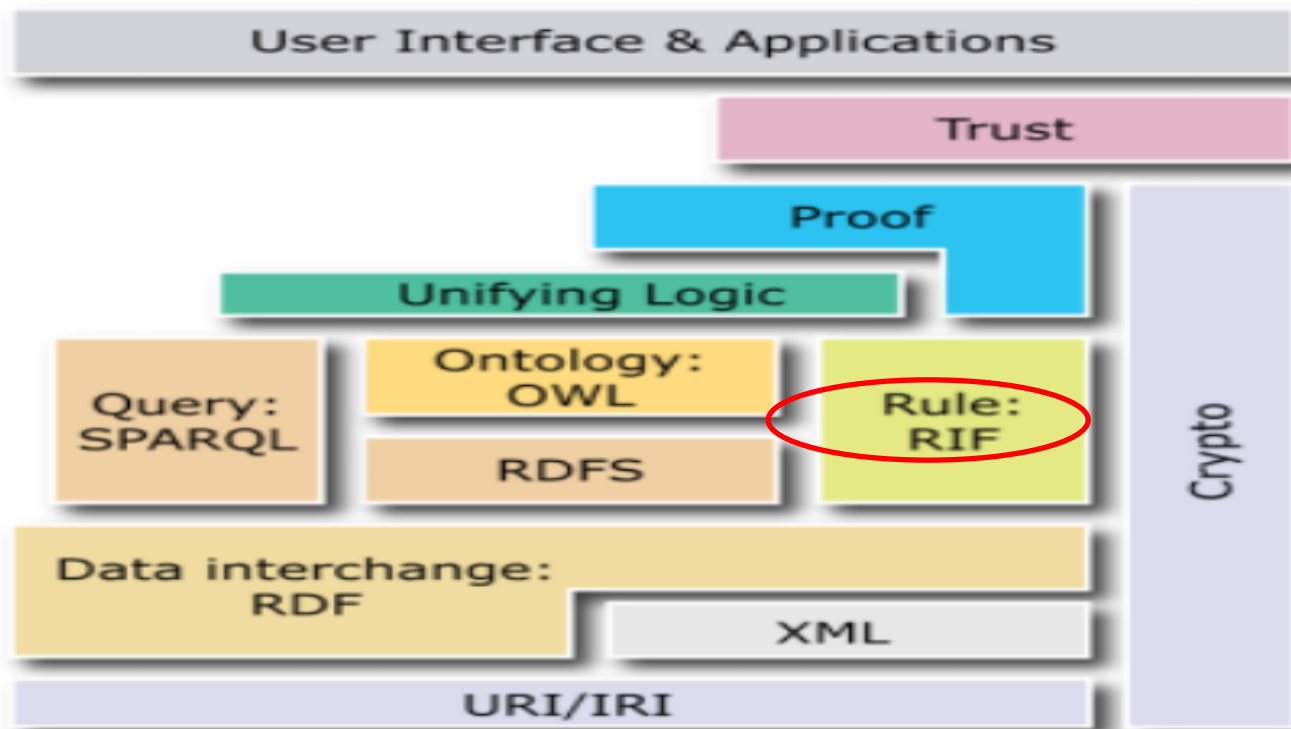 User Interface & Applications
Trust
Proof
Unifying Logic
Query:
SPARQL
Ontology:
OWL
RDFS
Rule:
RIF
Crypto
Data interchange:
RDF
XML
URI/IRI